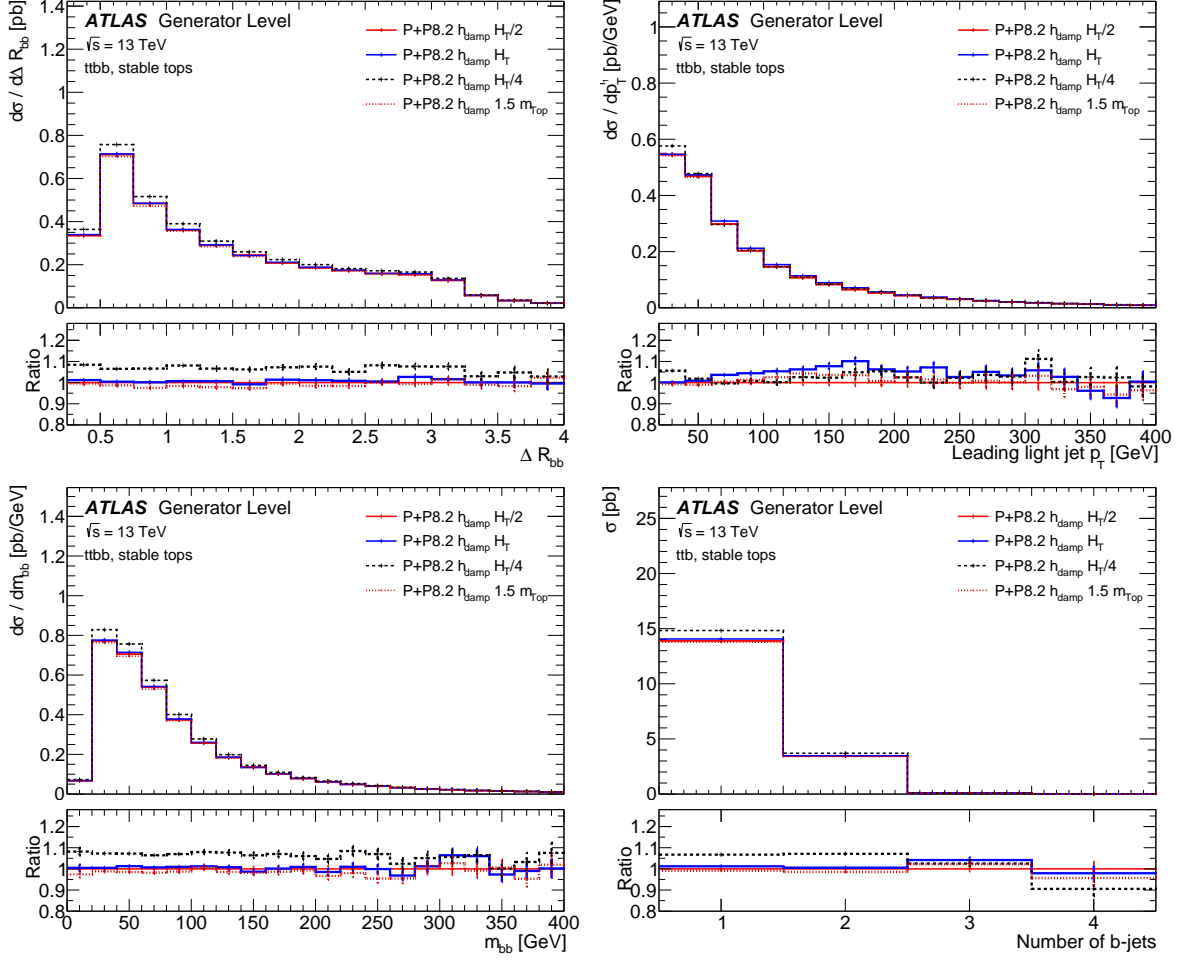 dσ / dΔ R_bb [pb]
ATLAS Generator Level
√s = 13 TeV
ttbb, stable tops
P+P8.2 h_damp H_T/2
P+P8.2 h_damp H_T
P+P8.2 h_damp H_T/4
P+P8.2 h_damp 1.5 m_Top
1.4
1.2
1
0.8
0.6
0.4
0.2
0
Ratio
1.2
1.1
1.0
0.9
0.8
0.5 1 1.5 2 2.5 3 3.5 4
Δ R_bb
dσ / dp_T^l1 [pb/GeV]
ATLAS Generator Level
√s = 13 TeV
ttbb, stable tops
P+P8.2 h_damp H_T/2
P+P8.2 h_damp H_T
P+P8.2 h_damp H_T/4
P+P8.2 h_damp 1.5 m_Top
1
0.8
0.6
0.4
0.2
0
Ratio
1.2
1.1
1.0
0.9
0.8
50 100 150 200 250 300 350 400
Leading light jet p_T [GeV]
dσ / dm_bb [pb/GeV]
ATLAS Generator Level
√s = 13 TeV
ttbb, stable tops
P+P8.2 h_damp H_T/2
P+P8.2 h_damp H_T
P+P8.2 h_damp H_T/4
P+P8.2 h_damp 1.5 m_Top
1.4
1.2
1
0.8
0.6
0.4
0.2
0
Ratio
1.2
1.1
1.0
0.9
0.8
0 50 100 150 200 250 300 350 400
m_bb [GeV]
σ [pb]
ATLAS Generator Level
√s = 13 TeV
ttb, stable tops
P+P8.2 h_damp H_T/2
P+P8.2 h_damp H_T
P+P8.2 h_damp H_T/4
P+P8.2 h_damp 1.5 m_Top
25
20
15
10
5
0
Ratio
1.2
1.1
1.0
0.9
0.8
1 2 3 4
Number of b-jets